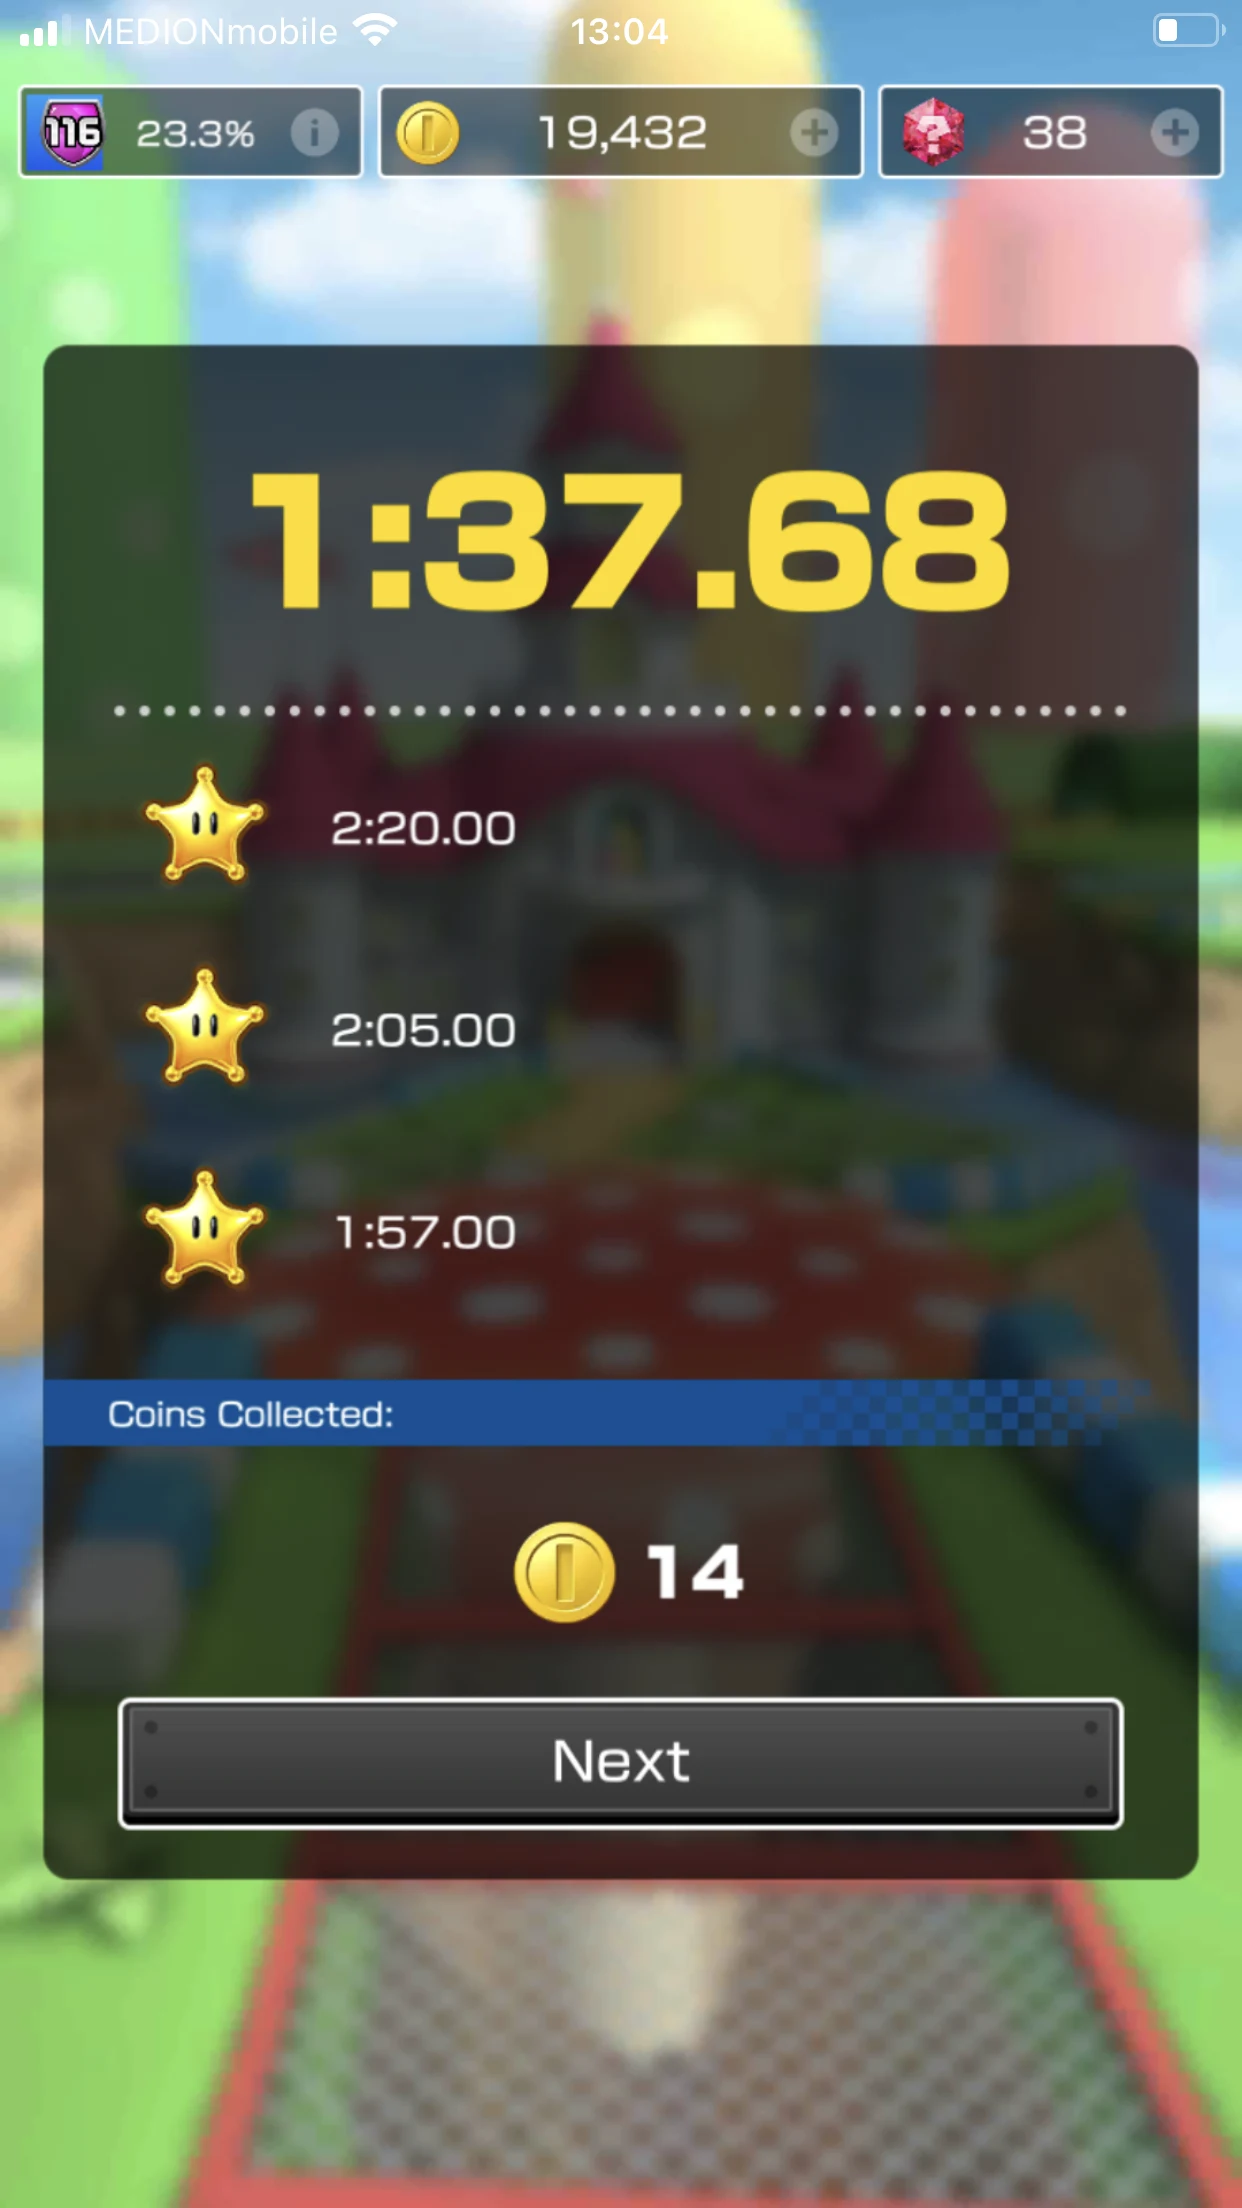 MEDIONmobile 13:04
116 23.3% i 19,432 + ? 38 +
1:37.68
2:20.00
2:05.00
1:57.00
Coins Collected:
14
Next